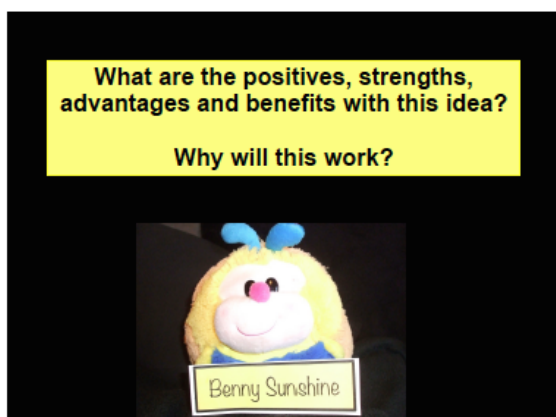 What are the positives, strengths,
advantages and benefits with this idea?
Why will this work?
Benny Sunshine